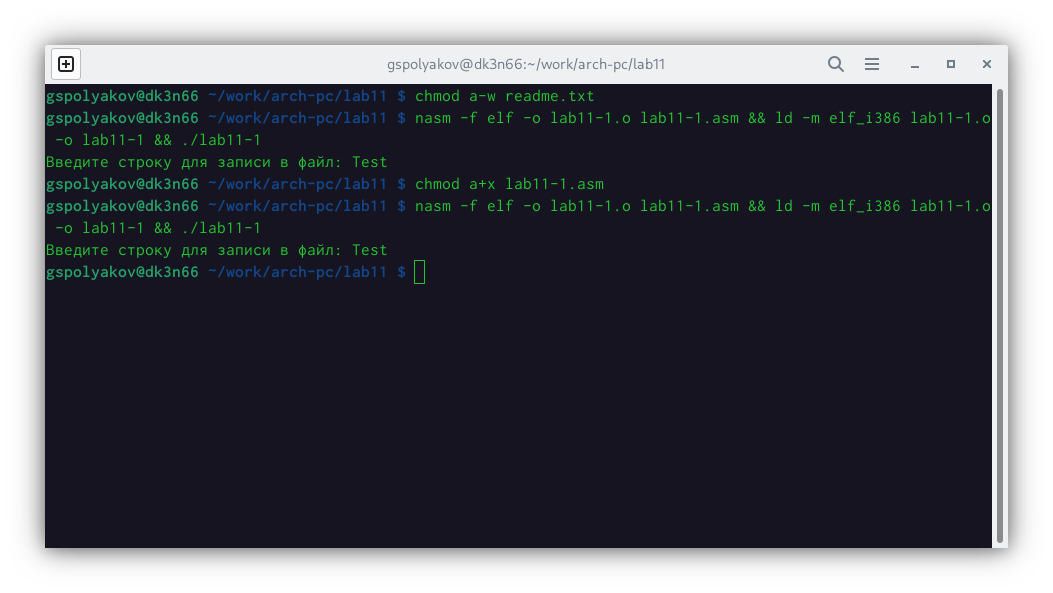 gspolyakov@dk3n66:~/work/arch-pc/lab11
gspolyakov@dk3n66 ~/work/arch-pc/lab11 $ chmod a-w readme.txt
gspolyakov@dk3n66 ~/work/arch-pc/lab11 $ nasm -f elf -o lab11-1.o lab11-1.asm && ld -m elf_i386 lab11-1.o
-o lab11-1 && ./lab11-1
Введите строку для записи в файл: Test
gspolyakov@dk3n66 ~/work/arch-pc/lab11 $ chmod a+x lab11-1.asm
gspolyakov@dk3n66 ~/work/arch-pc/lab11 $ nasm -f elf -o lab11-1.o lab11-1.asm && ld -m elf_i386 lab11-1.o
-o lab11-1 && ./lab11-1
Введите строку для записи в файл: Test
gspolyakov@dk3n66 ~/work/arch-pc/lab11 $